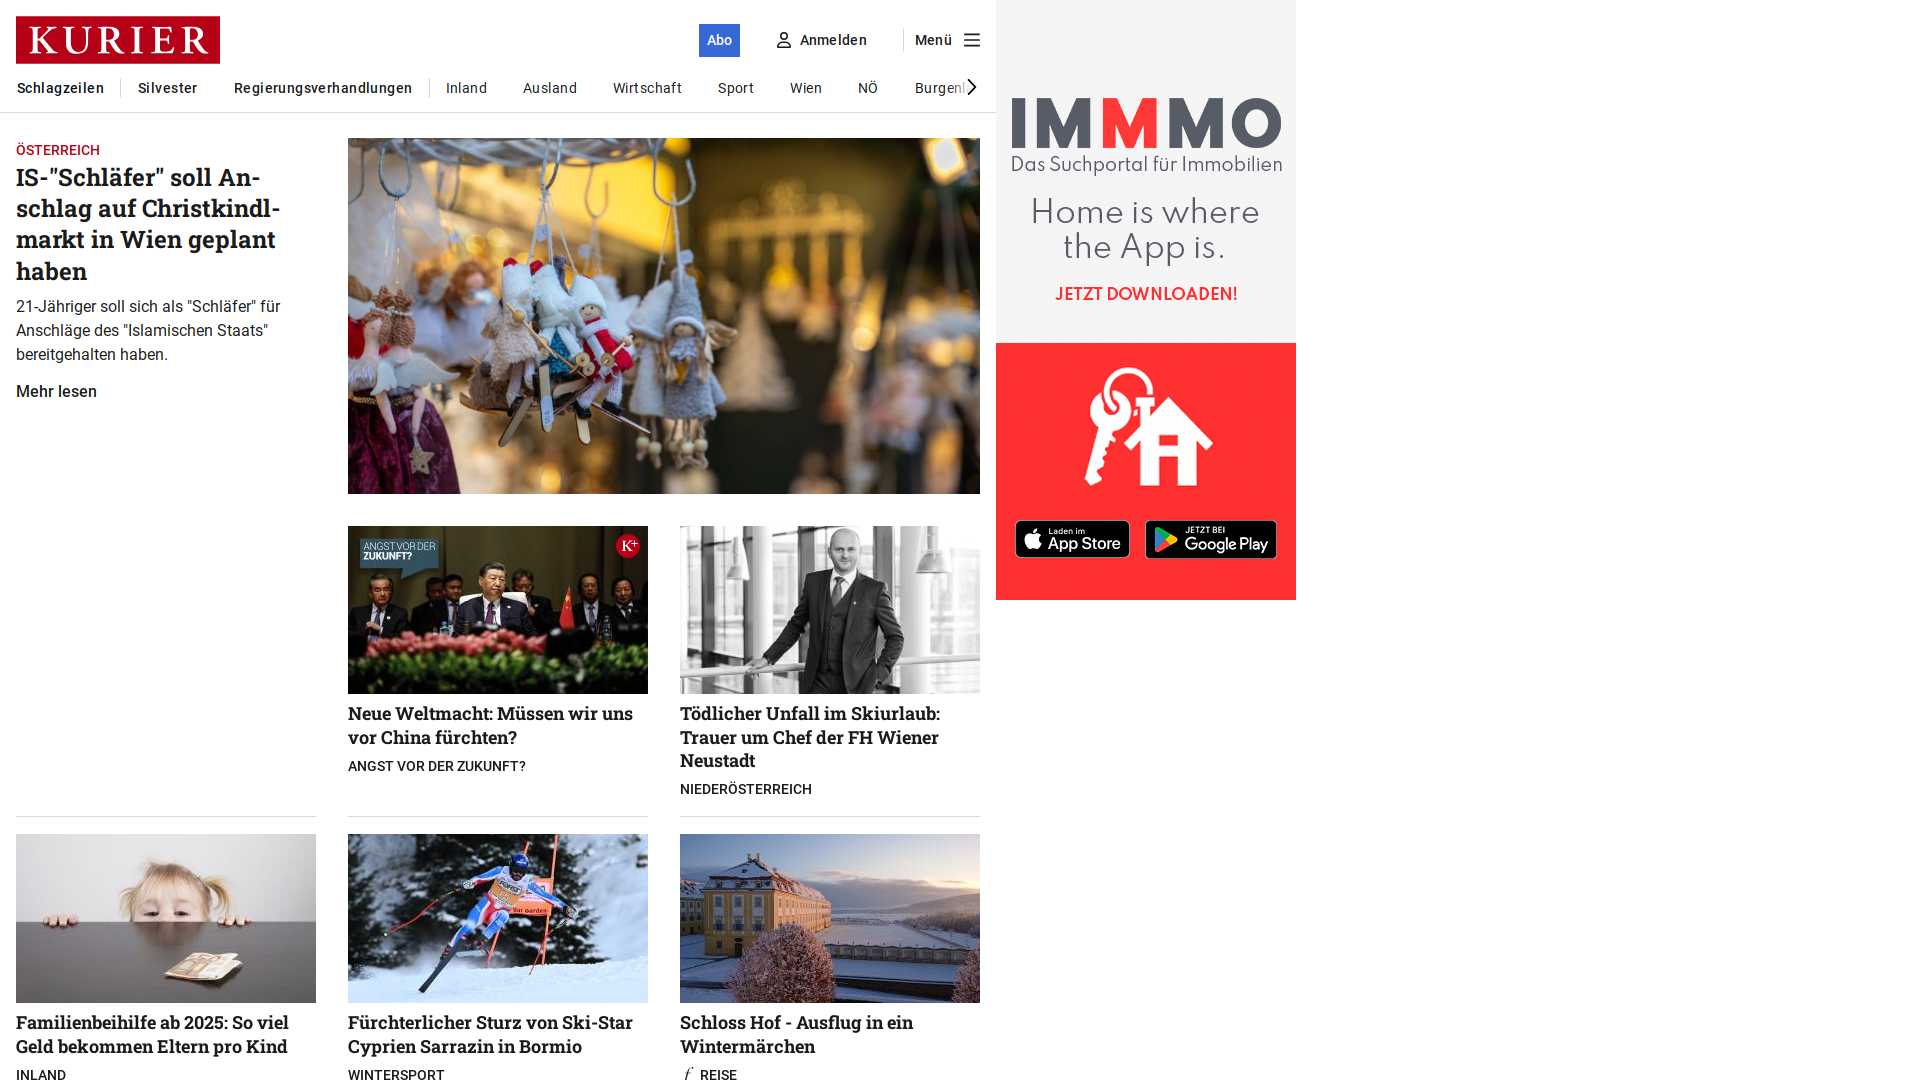 KURIER
Abo
Anmelden
Menü
Schlagzeilen
Silvester
Regierungsverhandlungen
Inland
Ausland
Wirtschaft
Sport
Wien
NÖ
Burgenl
ÖSTERREICH
IS-"Schläfer" soll An-
schlag auf Christkindl-
markt in Wien geplant
haben
21-Jähriger soll sich als "Schläfer" für
Anschläge des "Islamischen Staats"
bereitgehalten haben.
Mehr lesen
ANGST VOR DER
ZUKUNFT?
K+
Neue Weltmacht: Müssen wir uns
vor China fürchten?
ANGST VOR DER ZUKUNFT?
Tödlicher Unfall im Skiurlaub:
Trauer um Chef der FH Wiener
Neustadt
NIEDERÖSTERREICH
Familienbeihilfe ab 2025: So viel
Geld bekommen Eltern pro Kind
INLAND
Fürchterlicher Sturz von Ski-Star
Cyprien Sarrazin in Bormio
WINTERSPORT
Schloss Hof - Ausflug in ein
Wintermärchen
f REISE
IMMMO
Das Suchportal für Immobilien
Home is where
the App is.
JETZT DOWNLOADEN!
Laden im
App Store
JETZT BEI
Google Play